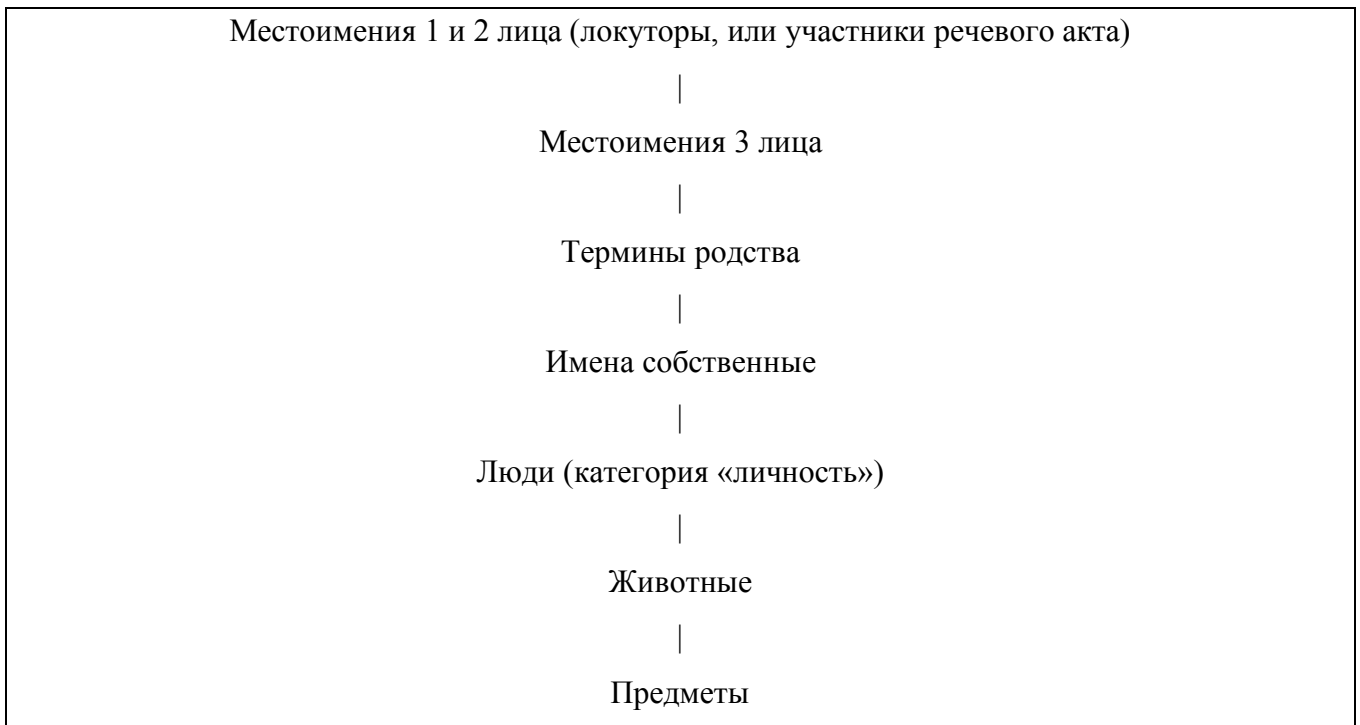 Местоимения 1 и 2 лица (локуторы, или участники речевого акта)
|
Местоимения 3 лица
|
Термины родства
|
Имена собственные
|
Люди (категория «личность»)
|
Животные
|
Предметы